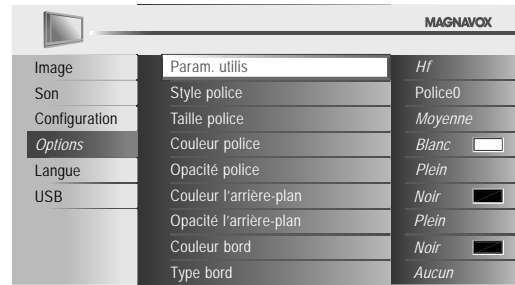 MAGNAVOX
Image
Son
Configuration
Options
Langue
USB
Param. utilis Hf
Style police Police0
Taille police Moyenne
Couleur police Blanc
Opacité police Plein
Couleur l'arrière-plan Noir
Opacité l'arrière-plan Plein
Couleur bord Noir
Type bord Aucun